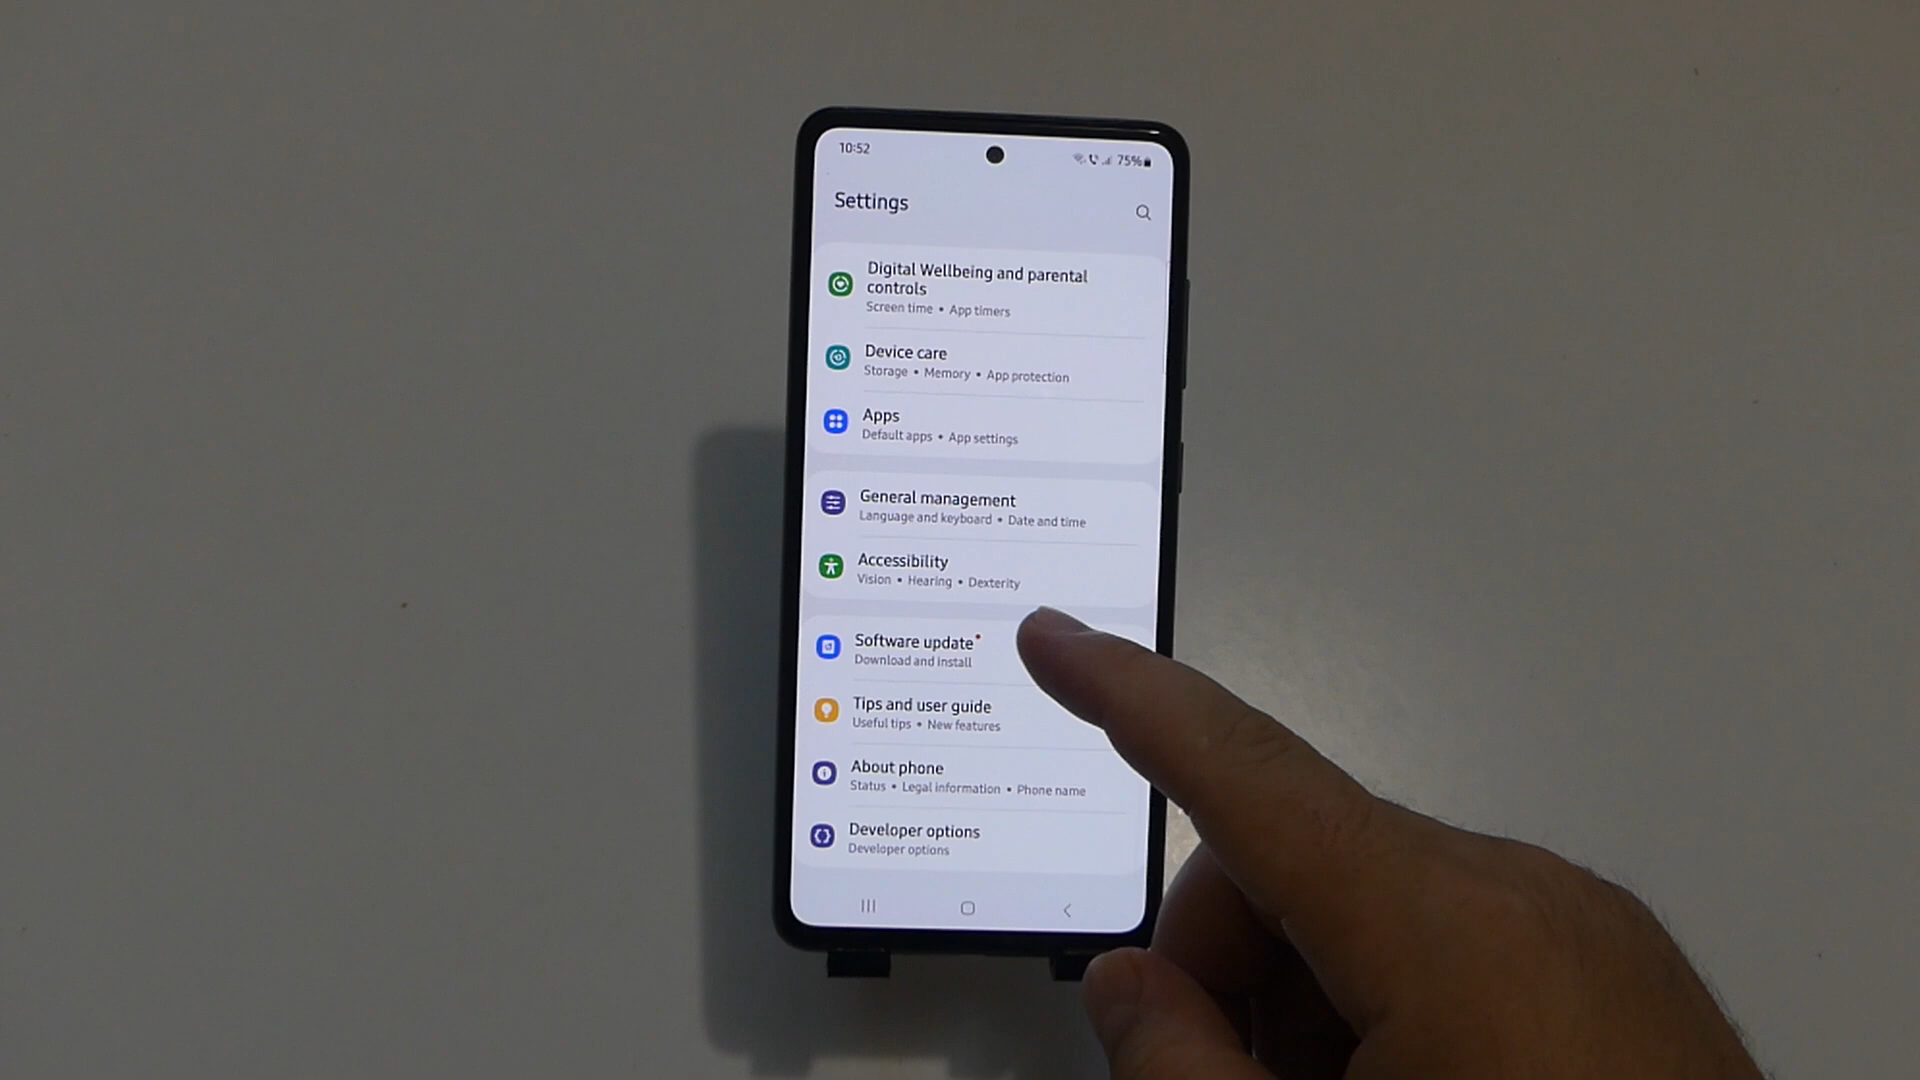 10:52
75%
Settings
Digital Wellbeing and parental
controls
Screen time • App timers
Device care
Storage • Memory • App protection
Apps
Default apps • App settings
General management
Language and keyboard • Date and time
Accessibility
Vision • Hearing • Dexterity
Software update
Download and install
Tips and user guide
Useful tips • New features
About phone
Status • Legal information • Phone name
Developer options
Developer options